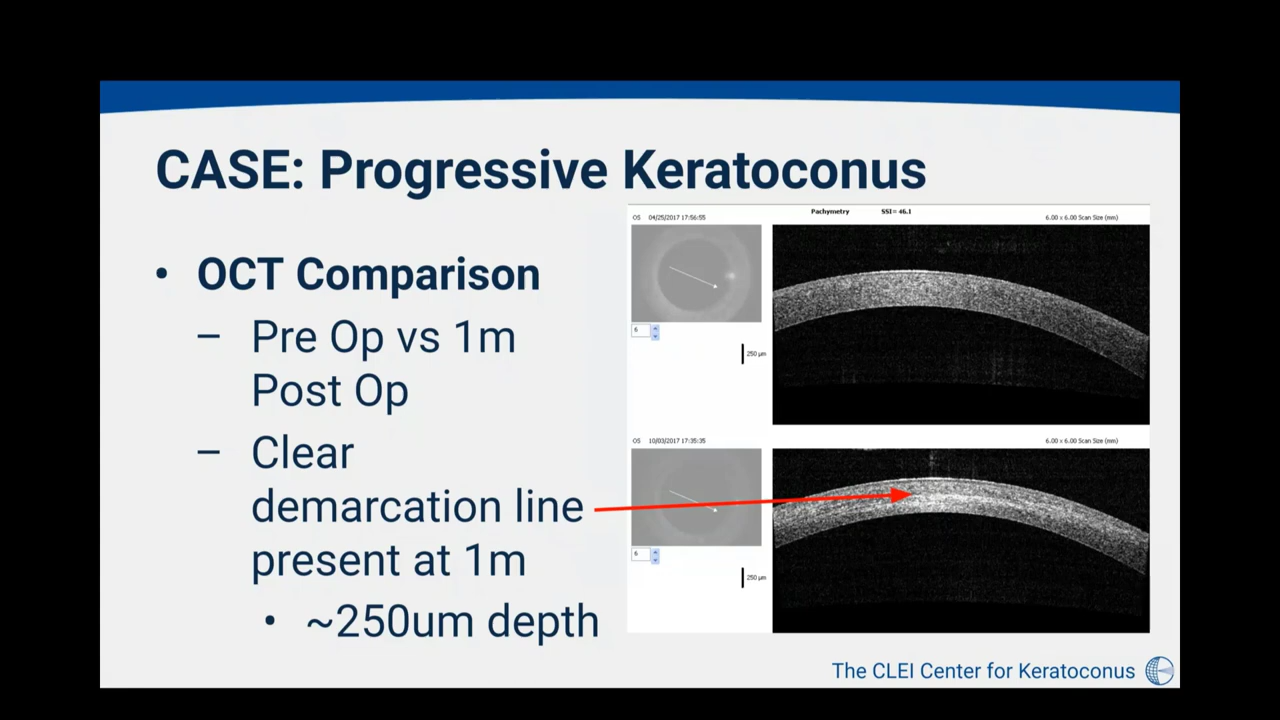 CASE: Progressive Keratoconus
• OCT Comparison
– Pre Op vs 1m
Post Op
– Clear
demarcation line
present at 1m
• ~250um depth
Pachymetry SSI= 46.1
OS 04/25/2017 17:56:55
6.00 x 6.00 Scan Size (mm)
6
250 µm
OS 10/03/2017 17:35:35
6.00 x 6.00 Scan Size (mm)
6
250 µm
The CLEI Center for Keratoconus